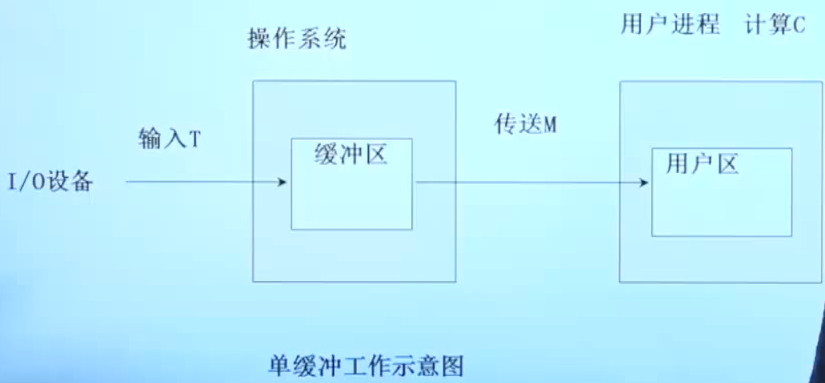 操作系统
用户进程 计算C
输入T
传送M
缓冲区
用户区
I/O设备
单缓冲工作示意图